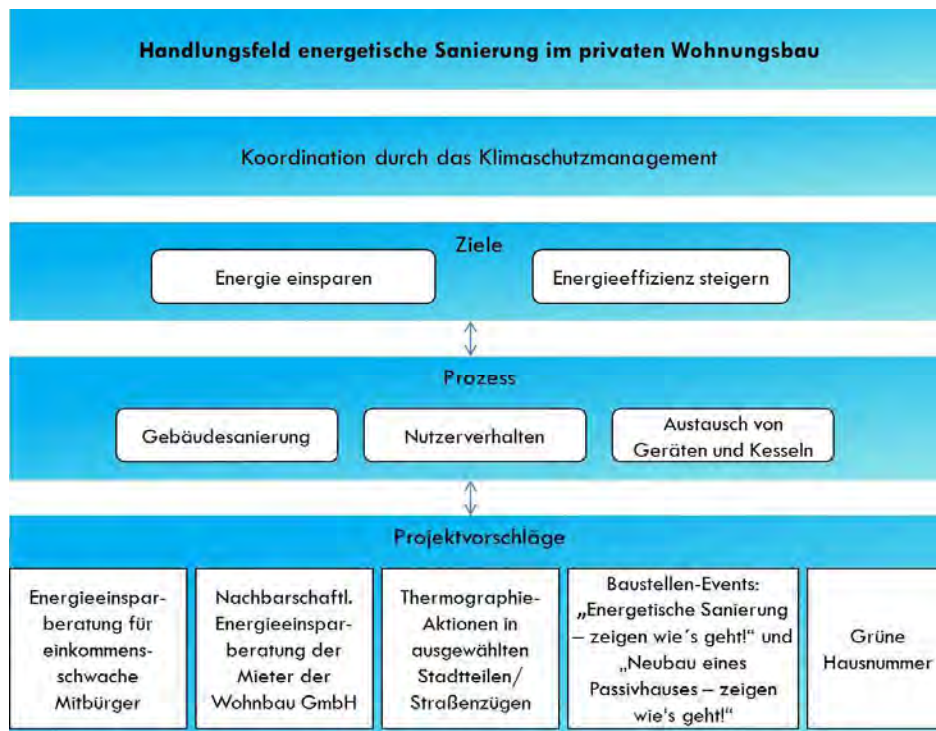 Handlungsfeld energetische Sanierung im privaten Wohnungsbau
Koordination durch das Klimaschutzmanagement
Ziele
Energie einsparen
Energieeffizienz steigern
Prozess
Gebäudesanierung
Nutzerverhalten
Austausch von
Geräten und Kesseln
Projektvorschläge
Energieeinspar-
beratung für
einkommens-
schwache
Mitbürger
Nachbarschaftl.
Energieeinspar-
beratung der
Mieter der
Wohnbau GmbH
Thermographie-
Aktionen in
ausgewählten
Stadtteilen/
Straßenzügen
Baustellen-Events:
„Energetische Sanierung
– zeigen wie´s geht!“ und
„Neubau eines
Passivhauses – zeigen
wie's geht!“
Grüne
Hausnummer